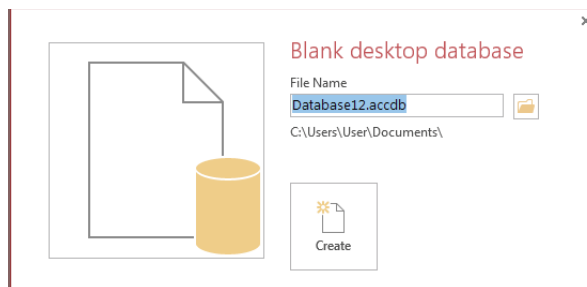 Blank desktop database
File Name
Database12.accdb
C:\Users\User\Documents\
Create